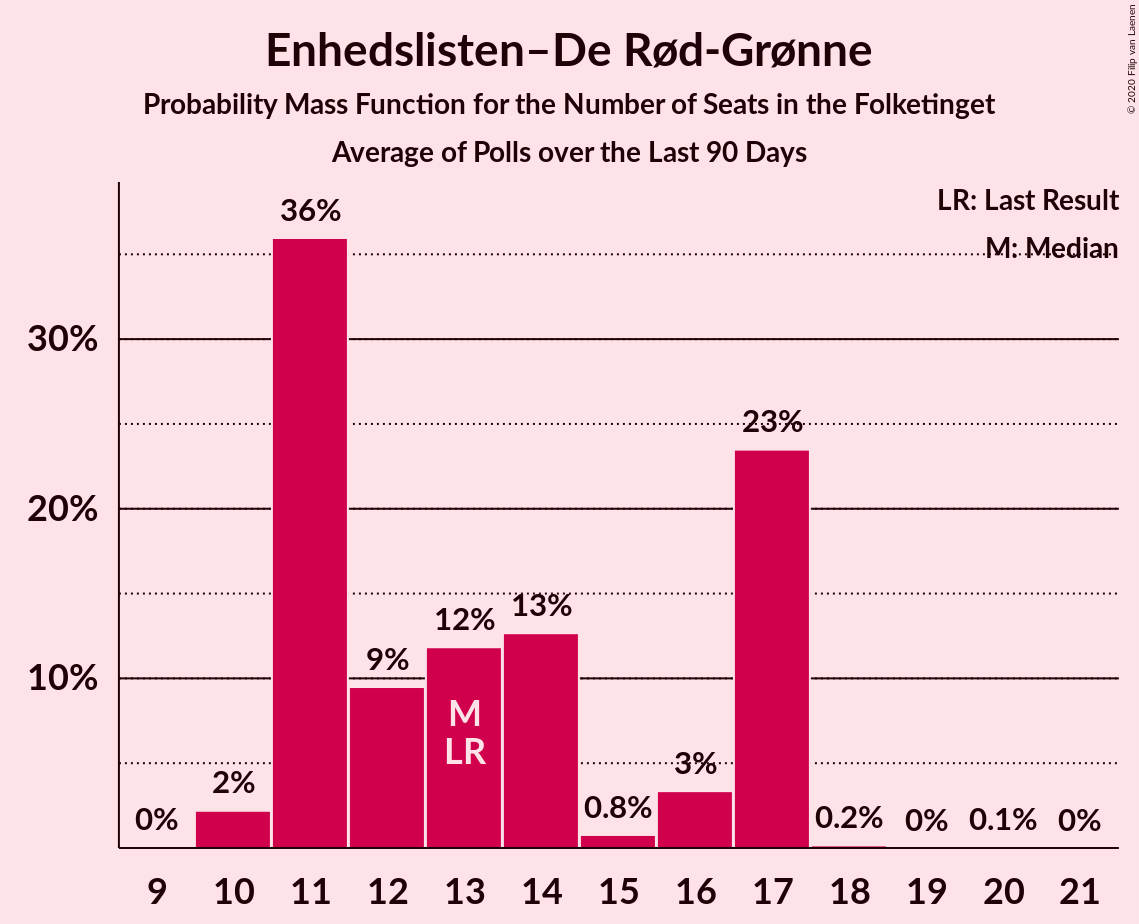 Enhedslisten–De Rød-Grønne
Probability Mass Function for the Number of Seats in the Folketinget
Average of Polls over the Last 90 Days
© 2020 Filip van Laenen
LR: Last Result
M: Median
36%
30%
23%
20%
13%
12%
9%
10%
M
LR
3%
2%
0.8%
0%
0.2%
0%
0.1%
0%
9 10 11 12 13 14 15 16 17 18 19 20 21